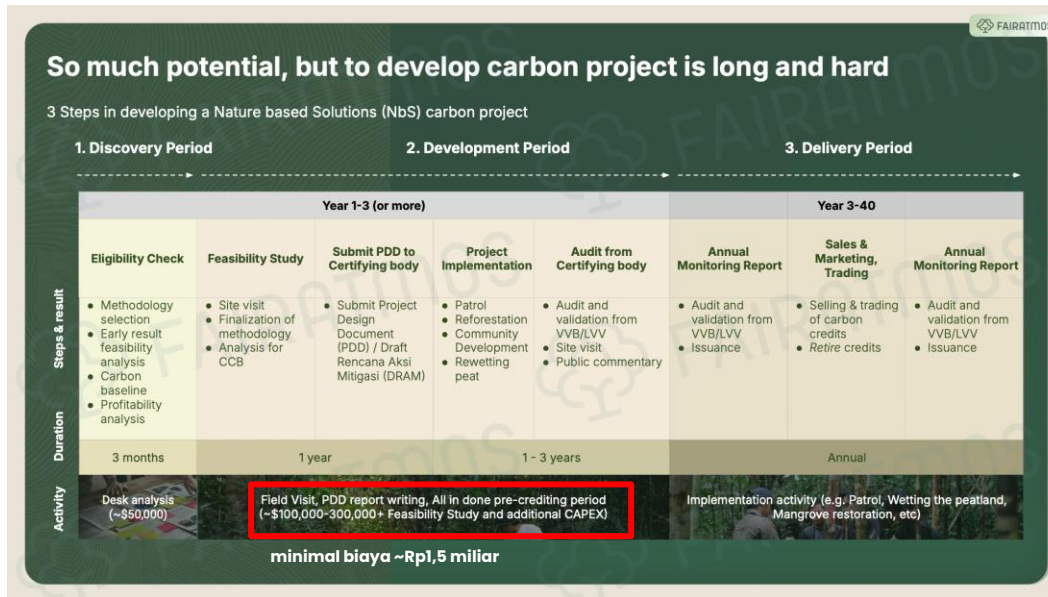 FAIRATMOS
So much potential, but to develop carbon project is long and hard
3 Steps in developing a Nature based Solutions (NbS) carbon project
1. Discovery Period
2. Development Period
3. Delivery Period
Year 1-3 (or more)
Year 3-40
Steps & result
Eligibility Check
● Methodology
selection
● Early result
feasibility
analysis
● Carbon
baseline
● Profitability
analysis
Feasibility Study
● Site visit
● Finalization of
methodology
● Analysis for
CCB
Submit PDD to
Certifying body
● Submit Project
Design
Document
(PDD) / Draft
Rencana Aksi
Mitigasi (DRAM)
Project
Implementation
● Patrol
● Reforestation
● Community
Development
● Rewetting
peat
Audit from
Certifying body
● Audit and
validation from
VVB/LVV
● Site visit
● Public commentary
Annual
Monitoring Report
● Audit and
validation from
VVB/LVV
● Issuance
Sales &
Marketing,
Trading
● Selling & trading
of carbon
credits
● Retire credits
Annual
Monitoring Report
● Audit and
validation from
VVB/LVV
● Issuance
Duration
3 months
1 year
1 - 3 years
Annual
Activity
Desk analysis
(~$50,000)
Field Visit, PDD report writing, All in done pre-crediting period
(~$100,000-300,000+ Feasibility Study and additional CAPEX)
Implementation activity (e.g. Patrol, Wetting the peatland,
Mangrove restoration, etc)
minimal biaya ~Rp1,5 miliar